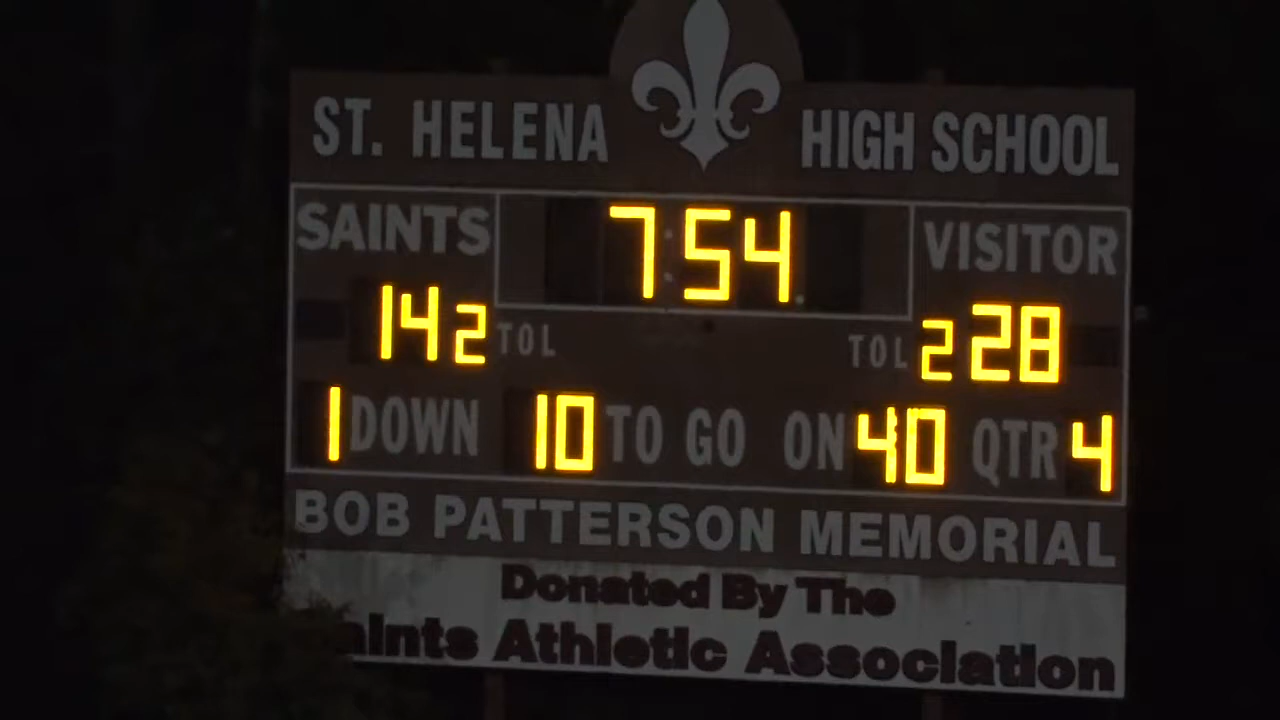 ST. HELENA HIGH SCHOOL
SAINTS 7:54 VISITOR
14 2 TOL TOL 2 28
1 DOWN 10 TO GO ON 40 QTR 4
BOB PATTERSON MEMORIAL
Donated By The
aints Athletic Association